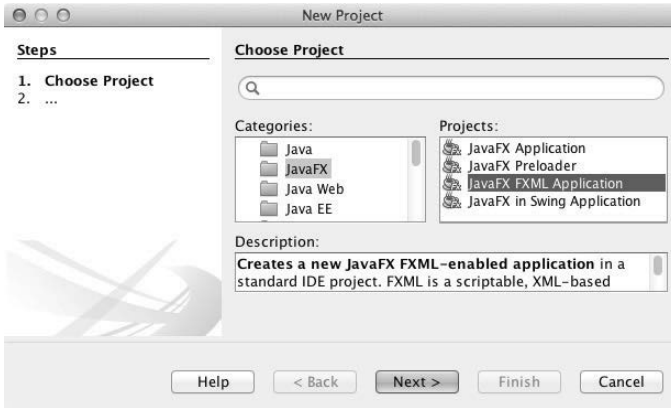 New Project
Steps
1. Choose Project
2. ...
Choose Project
Categories:
Java
JavaFX
Java Web
Java EE
Projects:
JavaFX Application
JavaFX Preloader
JavaFX FXML Application
JavaFX in Swing Application
Description:
Creates a new JavaFX FXML-enabled application in a
standard IDE project. FXML is a scriptable, XML-based
Help
< Back
Next >
Finish
Cancel